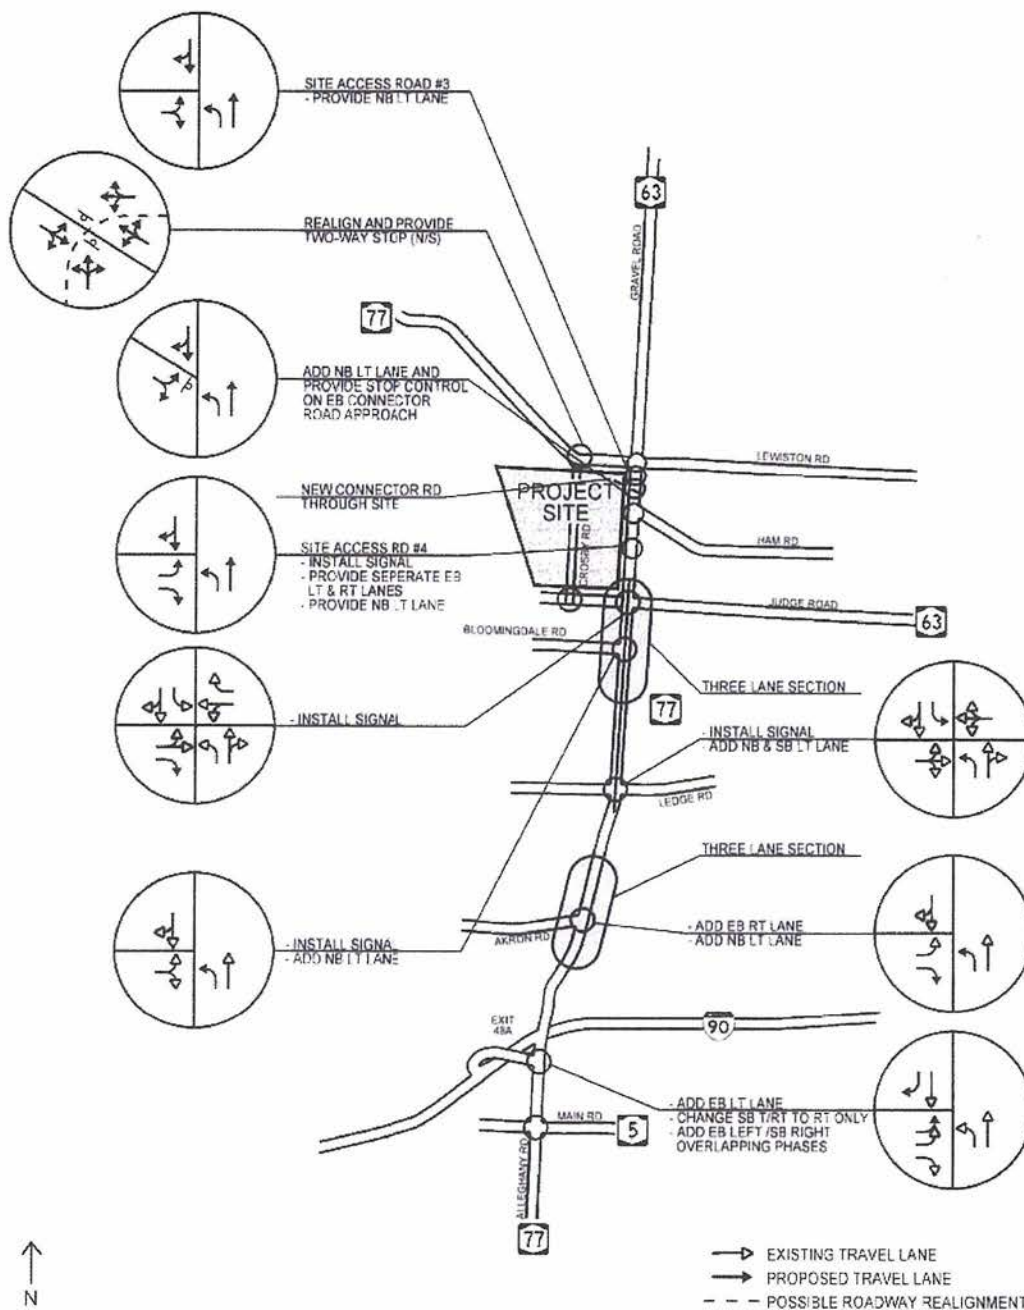 SITE ACCESS ROAD #3
- PROVIDE NB LT LANE
63
GRAVEL ROAD
REALIGN AND PROVIDE
TWO-WAY STOP (N/S)
77
ADD NB LT LANE AND
PROVIDE STOP CONTROL
ON EB CONNECTOR
ROAD APPROACH
LEWISTON RD
NEW CONNECTOR RD
THROUGH SITE
PROJECT
SITE
CROSBY RD
HAM RD
SITE ACCESS RD #4
- INSTALL SIGNAL
- PROVIDE SEPERATE EB
LT & RT LANES
- PROVIDE NB LT LANE
JUDGE ROAD
63
BLOOMINGDALE RD
THREE LANE SECTION
77
- INSTALL SIGNAL
- INSTALL SIGNAL
- ADD NB & SB LT LANE
LEDGE RD
THREE LANE SECTION
- ADD EB RT LANE
- ADD NB LT LANE
AKRON RD
- INSTALL SIGNAL
- ADD NB LT LANE
EXIT
48A
90
- ADD EB LT LANE
- CHANGE SB T/RT TO RT ONLY
- ADD EB LEFT /SB RIGHT
OVERLAPPING PHASES
MAIN RD
5
ALLEGHANY RD
77
N
EXISTING TRAVEL LANE
PROPOSED TRAVEL LANE
POSSIBLE ROADWAY REALIGNMENT